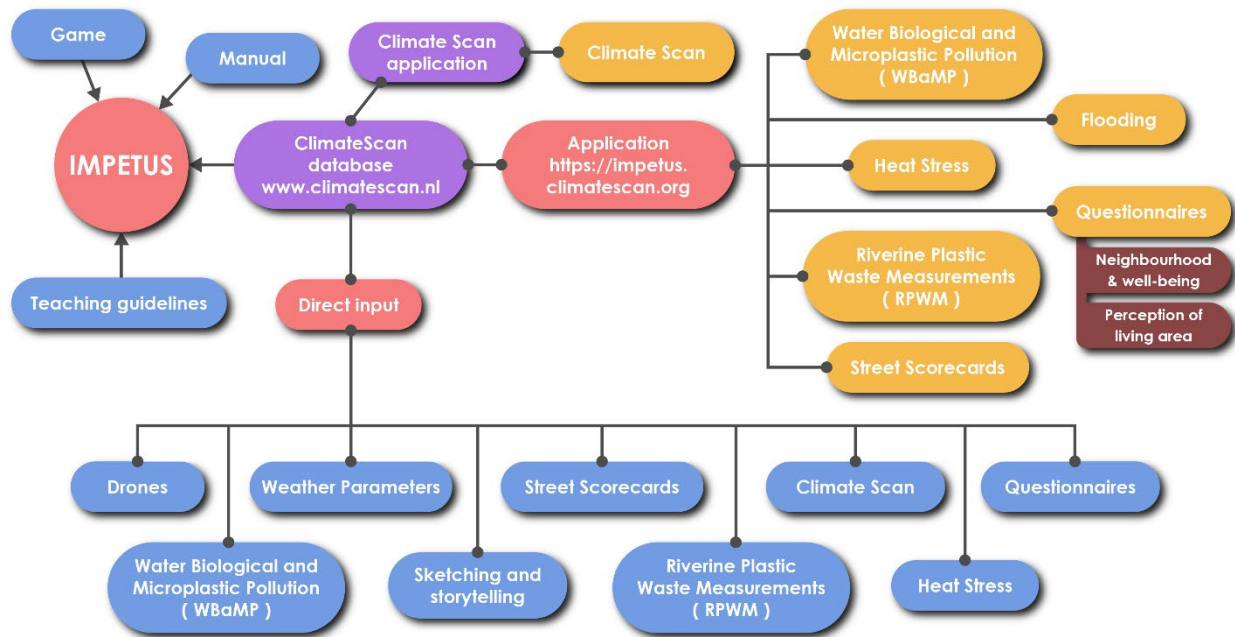 Game
Manual
IMPETUS
Teaching guidelines
Climate Scan
application
Climate Scan
ClimateScan
database
www.climatescan.nl
Application
https://impetus.
climatescan.org
Direct input
Water Biological and
Microplastic Pollution
( WBaMP )
Flooding
Heat Stress
Questionnaires
Neighbourhood
& well-being
Perception of
living area
Riverine Plastic
Waste Measurements
( RPWM )
Street Scorecards
Drones
Weather Parameters
Street Scorecards
Climate Scan
Questionnaires
Water Biological and
Microplastic Pollution
( WBaMP )
Sketching and
storytelling
Riverine Plastic
Waste Measurements
( RPWM )
Heat Stress